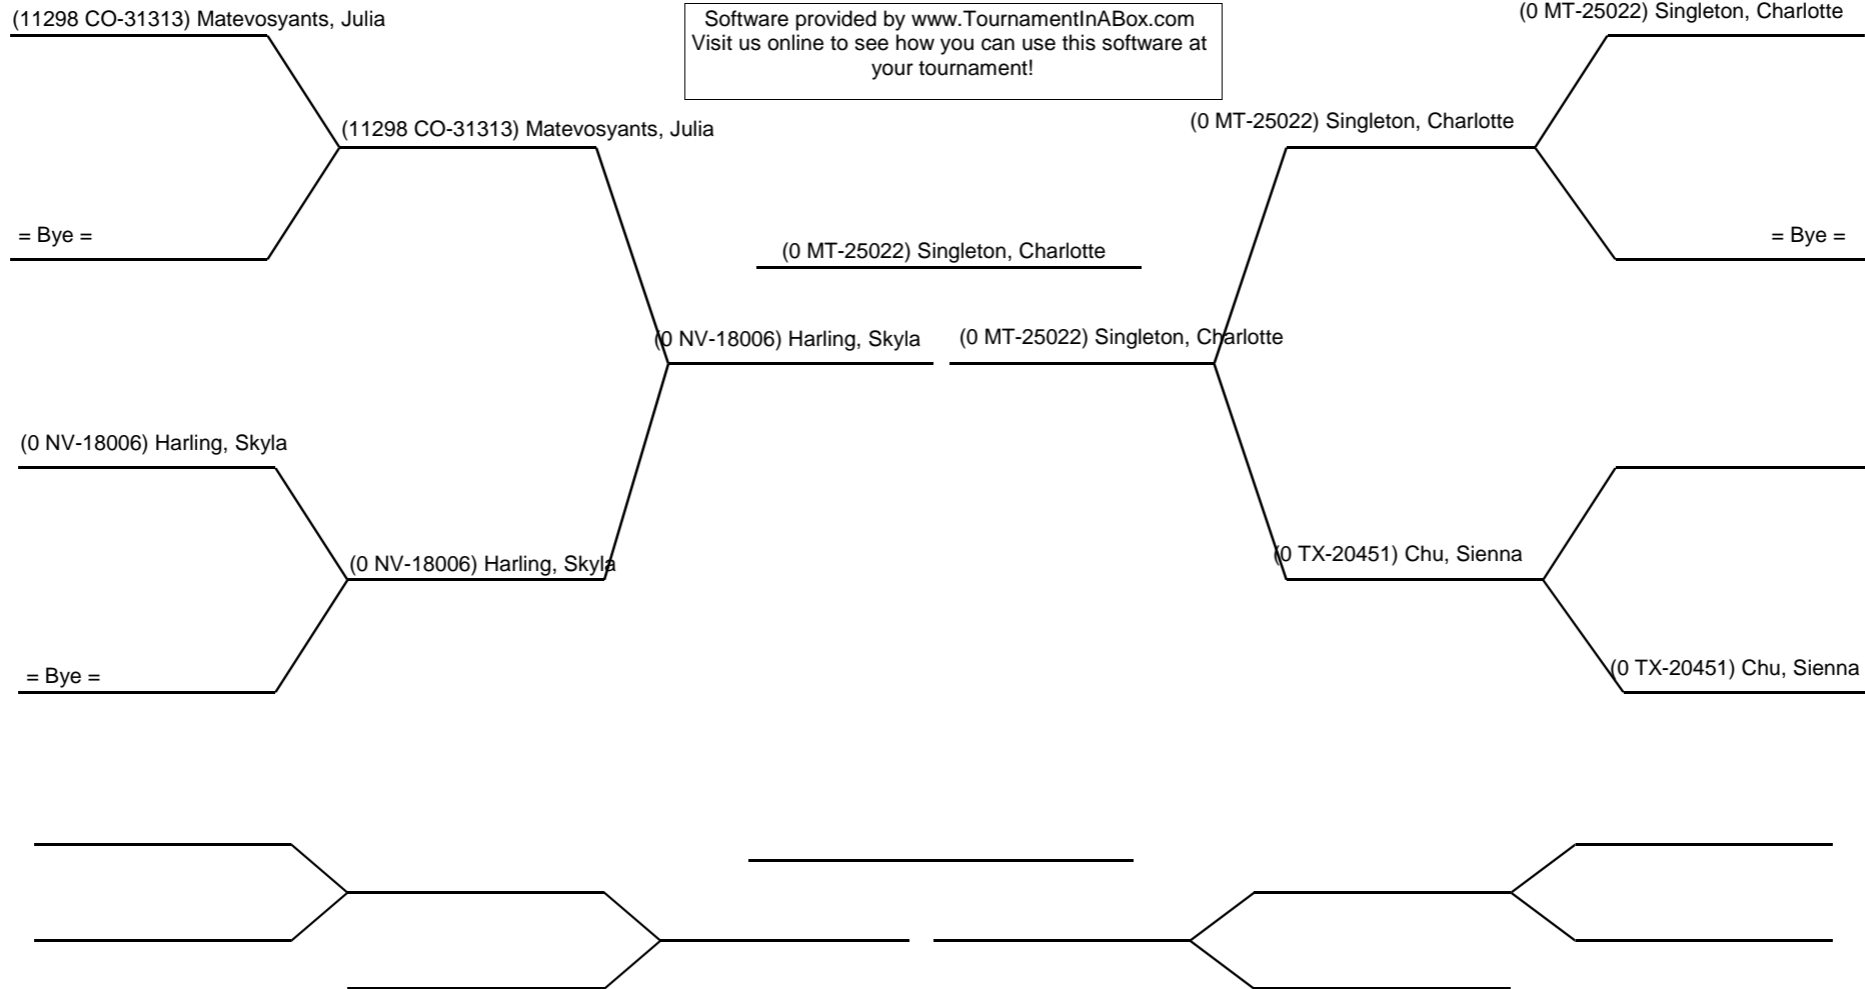 (11298 CO-31313) Matevosyants, Julia
Software provided by www.TournamentInABox.com
Visit us online to see how you can use this software at
your tournament!
(0 MT-25022) Singleton, Charlotte
(11298 CO-31313) Matevosyants, Julia
(0 MT-25022) Singleton, Charlotte
= Bye =
(0 MT-25022) Singleton, Charlotte
= Bye =
(0 NV-18006) Harling, Skyla
(0 MT-25022) Singleton, Charlotte
(0 NV-18006) Harling, Skyla
(0 NV-18006) Harling, Skyla
(0 TX-20451) Chu, Sienna
= Bye =
(0 TX-20451) Chu, Sienna